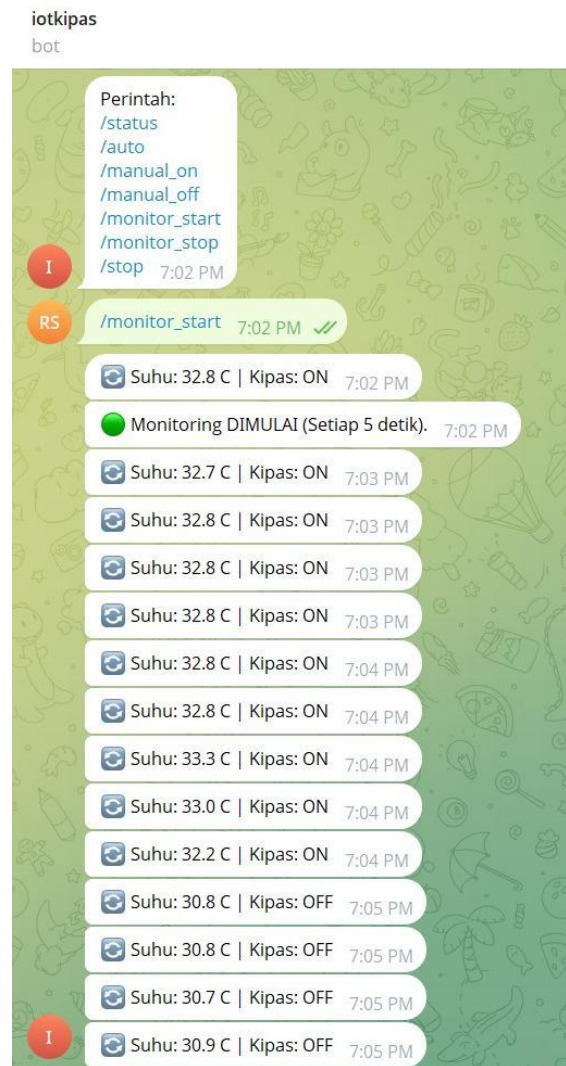 iotkipas
bot
Perintah:
/status
/auto
/manual_on
/manual_off
/monitor_start
/monitor_stop
/stop 7:02 PM
I
RS
/monitor_start 7:02 PM
Suhu: 32.8 C | Kipas: ON 7:02 PM
Monitoring DIMULAI (Setiap 5 detik). 7:02 PM
Suhu: 32.7 C | Kipas: ON 7:03 PM
Suhu: 32.8 C | Kipas: ON 7:03 PM
Suhu: 32.8 C | Kipas: ON 7:03 PM
Suhu: 32.8 C | Kipas: ON 7:03 PM
Suhu: 32.8 C | Kipas: ON 7:04 PM
Suhu: 32.8 C | Kipas: ON 7:04 PM
Suhu: 33.3 C | Kipas: ON 7:04 PM
Suhu: 33.0 C | Kipas: ON 7:04 PM
Suhu: 32.2 C | Kipas: ON 7:04 PM
Suhu: 30.8 C | Kipas: OFF 7:05 PM
Suhu: 30.8 C | Kipas: OFF 7:05 PM
Suhu: 30.7 C | Kipas: OFF 7:05 PM
I
Suhu: 30.9 C | Kipas: OFF 7:05 PM